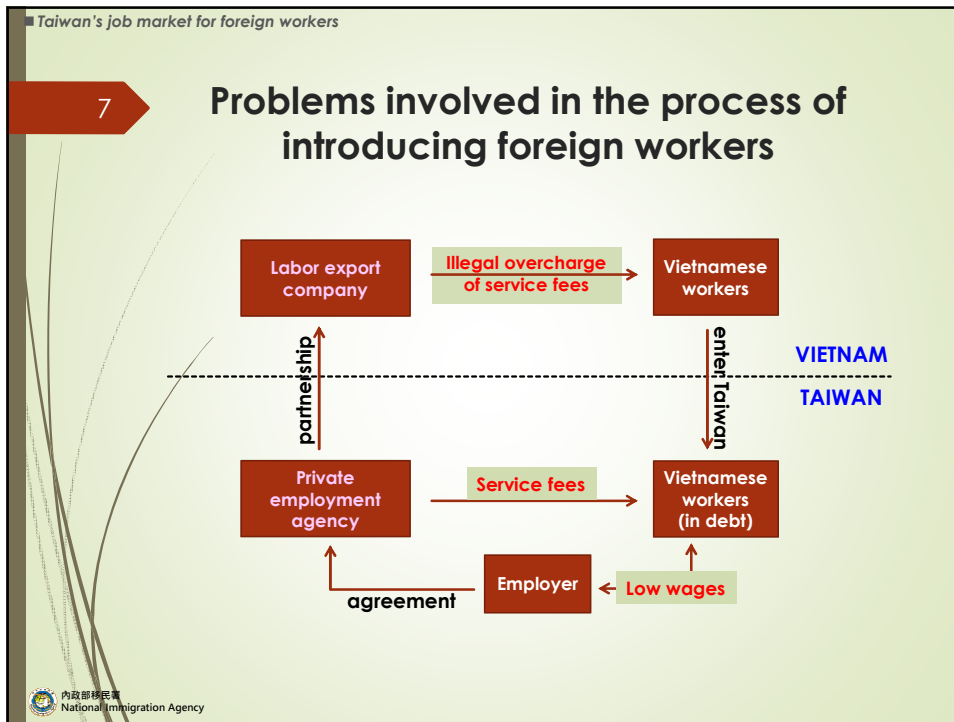 Taiwan's job market for foreign workers
7
Problems involved in the process of
introducing foreign workers
Labor export
company
Illegal overcharge
of service fees
Vietnamese
workers
partnership
enter Taiwan
VIETNAM
TAIWAN
Private
employment
agency
Service fees
Vietnamese
workers
(in debt)
agreement
Employer
Low wages
內政部移民署
National Immigration Agency